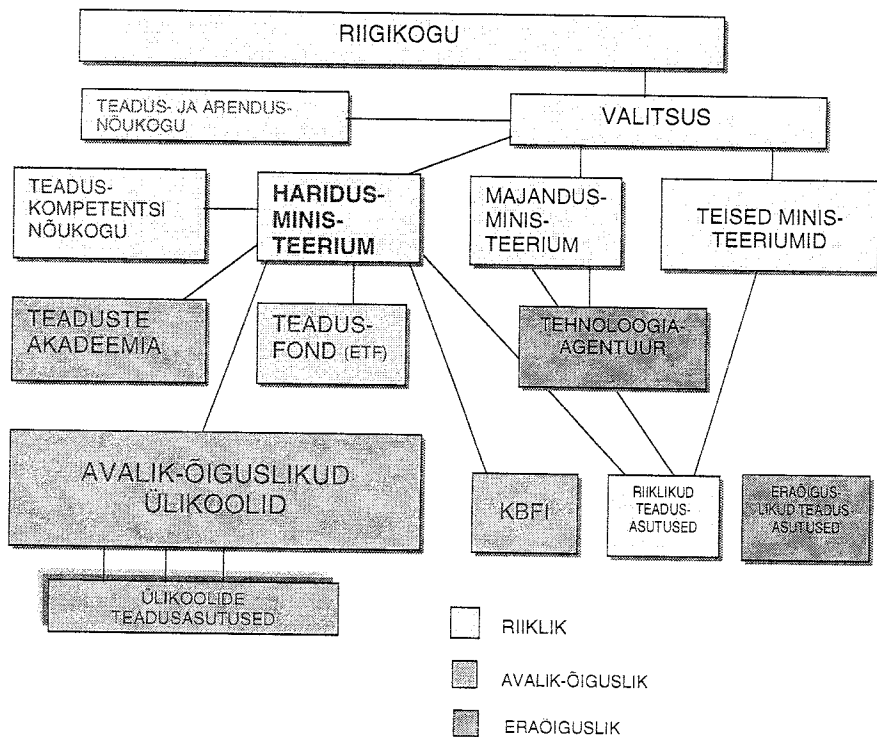 RIIGIKOGU
TEADUS- JA ARENDUS-
NÕUKOGU
VALITSUS
TEADUS-
KOMPETENTSI
NÕUKOGU
HARIDUS-
MINIS-
TEERIUM
MAJANDUS-
MINIS-
TEERIUM
TEISED MINIS-
TEERIUMID
TEADUSTE
AKADEEMIA
TEADUS-
FOND (ETF)
TEHNOLOOGIA-
AGENTUUR
AVALIK-ÕIGUSLIKUD
ÜLIKOOLID
KBFI
RIIKLIKUD
TEADUS-
ASUTUSED
ERAÕIGUS
LIKUD TEADUS
ASUTUSED
ÜLIKOOLIDE
TEADUSASUTUSED
RIIKLIK
AVALIK-ÕIGUSLIK
ERAÕIGUSLIK